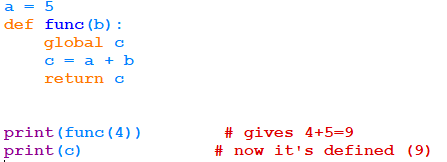 a = 5
def func(b):
    global c
    c = a + b
    return c
print(func(4))          # gives 4+5=9
print(c)                # now it's defined (9)